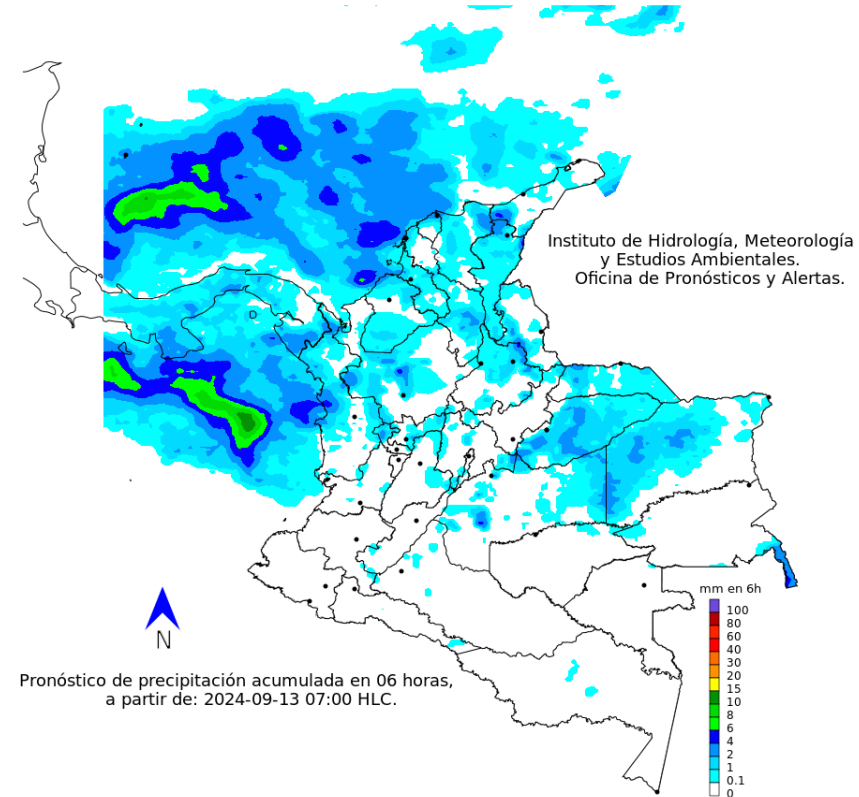 Instituto de Hidrología, Meteorología
y Estudios Ambientales.
Oficina de Pronósticos y Alertas.
N
Pronóstico de precipitación acumulada en 06 horas,
a partir de: 2024-09-13 07:00 HLC.
mm en 6h
100
80
60
40
30
20
15
10
8
6
4
2
1
0.1
0